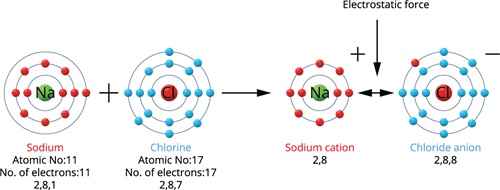 Electrostatic force
+
−
Na
+
Cl
Na
Cl
Sodium
Atomic No:11
No. of electrons:11
2,8,1
Chlorine
Atomic No:17
No. of electrons:17
2,8,7
Sodium cation
2,8
Chloride anion
2,8,8